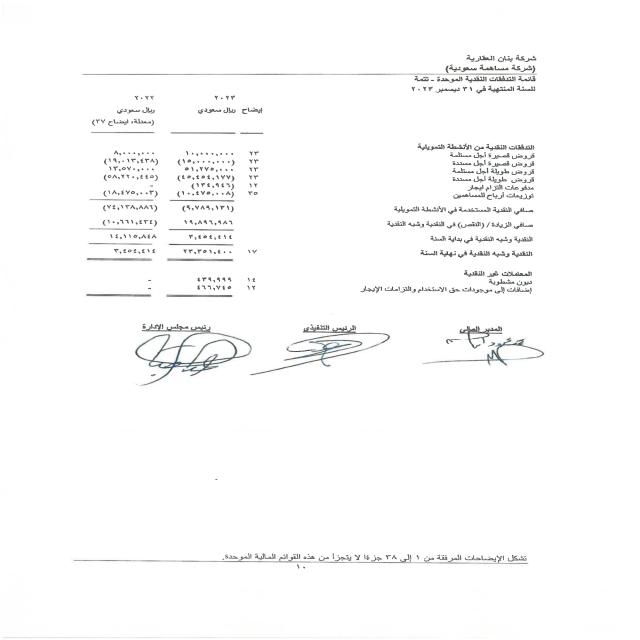 شركة بنان العقارية
(شركة مساهمة سعودية)
قائمة التدفقات النقدية الموحدة - تتمة
للسنة المنتهية في ٣١ ديسمبر ٢٠٢٣
٢٠٢٣ ٢٠٢٢
إيضاح ريال سعودي ريال سعودي
(معدلة، ايضاح ٣٧)
التدفقات النقدية من الأنشطة التمويلية
قروض قصيرة أجل مستلمة ٢٣ ١٠,٠٠٠,٠٠٠ ٨,٠٠٠,٠٠٠
قروض قصيرة أجل مسددة ٢٣ (١٥,٠٠٠,٠٠٠) (١٩,٠١٣,٤٣٨)
قروض طويلة أجل مستلمة ٢٣ ٥١,٢٧٥,٠٠٠ ١٣,٥٧٠,٠٠٠
قروض طويلة أجل مسددة ٢٣ (٤٥,٤٥٤,١٧٧) (٥٨,٢٢٠,٤٤٥)
مدفوعات التزام ايجار ١٢ (١٣٤,٩٤٦) -
توزيعات أرباح للمساهمين ٣٥ (١٠,٤٧٥,٠٠٨) (١٨,٤٧٥,٠٠٣)
صافي النقدية المستخدمة في الأنشطة التمويلية (٩,٧٨٩,١٣١) (٧٤,١٣٨,٨٨٦)
صافي الزيادة / (النقص) في النقدية وشبه النقدية ١٩,٨٩٦,٩٨٦ (١٠,٦٦١,٤٣٤)
النقدية وشبه النقدية في بداية السنة ٣,٤٥٤,٤١٤ ١٤,١١٥,٨٤٨
النقدية وشبه النقدية في نهاية السنة ١٧ ٢٣,٣٥١,٤٠٠ ٣,٤٥٤,٤١٤
المعاملات غير النقدية
ديون مشطوبة ١٤ ٤٣٩,٩٩٩ -
إضافات إلى موجودات حق الاستخدام والتزامات الإيجار ١٢ ٤٦٦,٧٤٥ -
المدير المالي الرئيس التنفيذي رئيس مجلس الإدارة
تشكل الإيضاحات المرفقة من ١ إلى ٣٨ جزءًا لا يتجزأ من هذه القوائم المالية الموحدة.
١٠